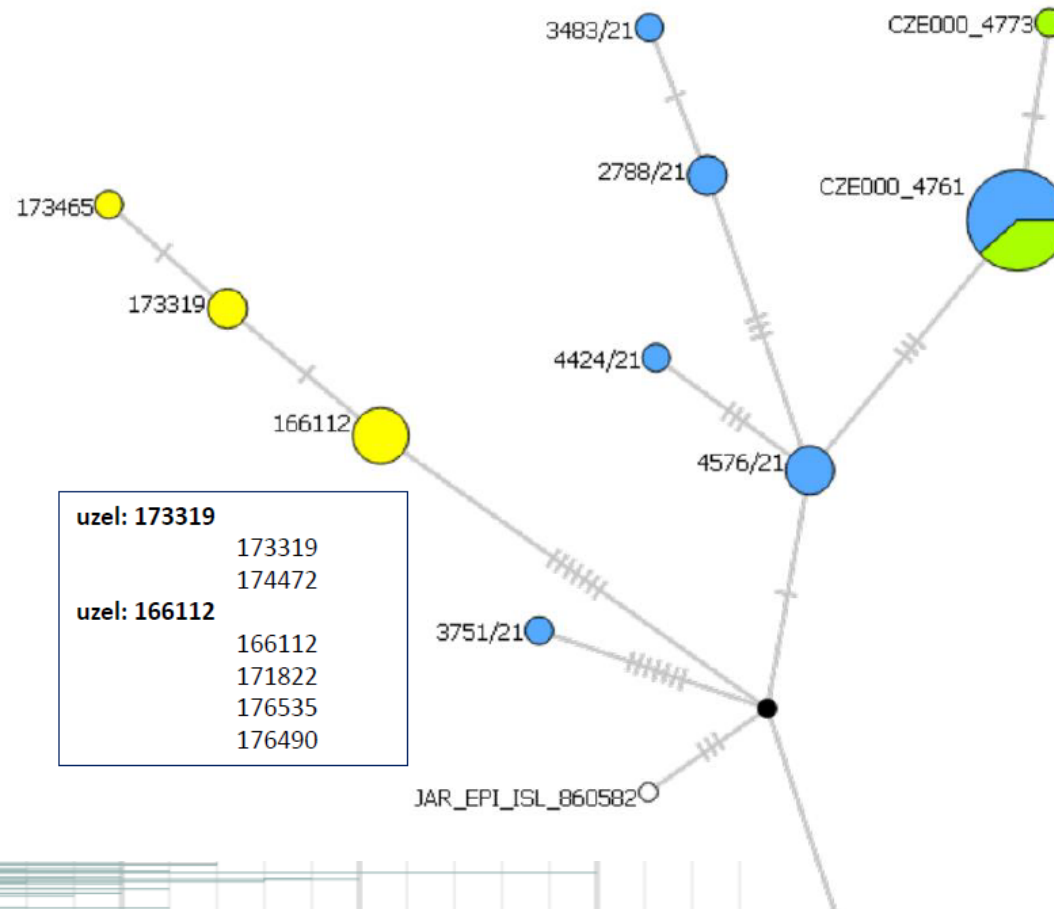 3483/21
CZE000_4773
2788/21
CZE000_4761
173465
173319
4424/21
166112
4576/21
uzel: 173319
173319
174472
uzel: 166112
166112
171822
176535
176490
3751/21
JAR_EPI_ISL_860582